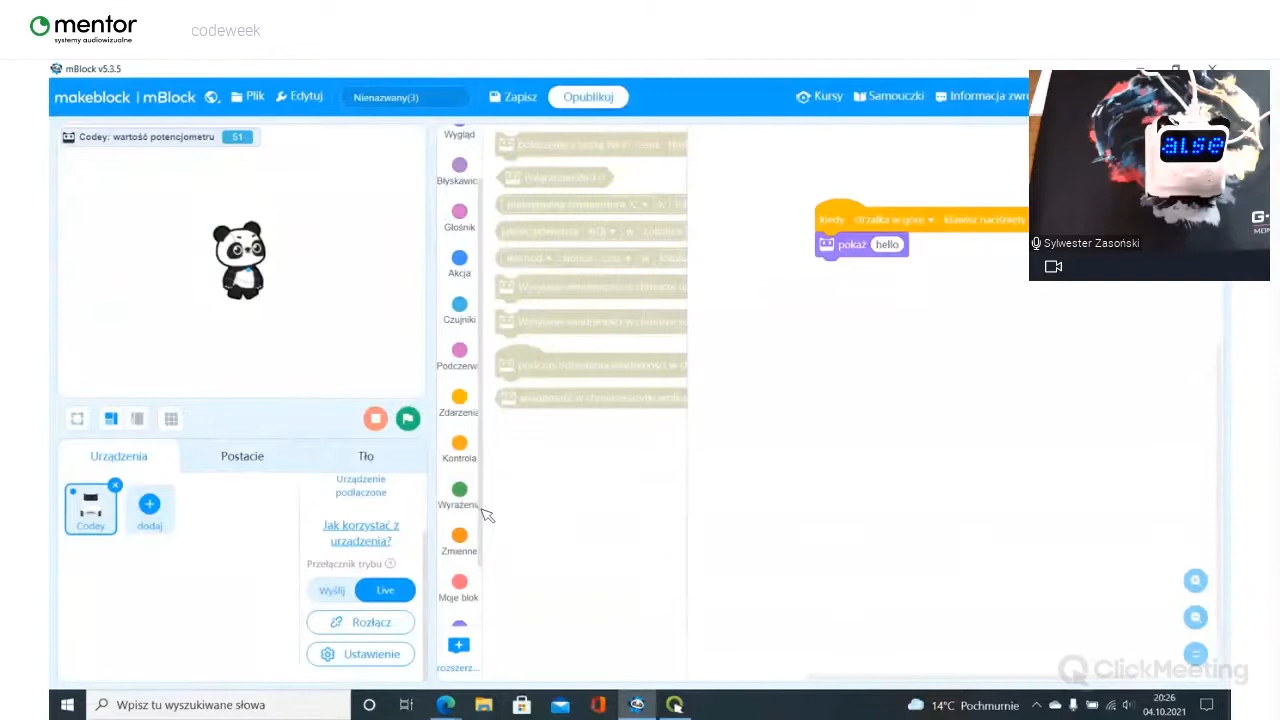 mentor
systemy audiowizualne
codeweek
mBlock v5.3.5
makeblock | mBlock
Plik
Edytuj
Nienazwany(3)
Zapisz
Opublikuj
Kursy
Samouczki
Informacja zwro
Codey: wartość potencjometru 51
Wygląd
Błyskawic
Głośnik
Akcja
Czujniki
Podczerw
Zdarzenia
Kontrola
Wyrażenia
Zmienne
Moje blok
rozszerz...
kiedy strzałka w górę klawisz naciśnięty
pokaż hello
alse
Sylwester Zasoński
Urządzenia
Postacie
Tło
Codey
dodaj
Urządzenie
podłączone
Jak korzystać z
urządzenia?
Przełącznik trybu
Wyślij
Live
Rozłącz
Ustawienie
ClickMeeting
Wpisz tu wyszukiwane słowa
14°C Pochmurnie
20:26
04.10.2021